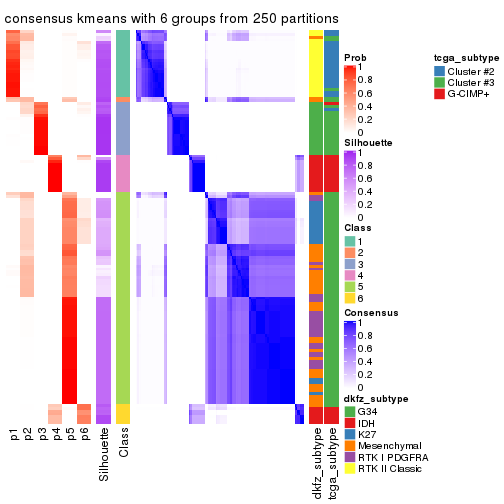 consensus kmeans with 6 groups from 250 partitions
Prob
1
0.8
0.6
0.4
0.2
0
Silhouette
1
0.8
0.6
0.4
0.2
0
Class
1
2
3
4
5
6
Consensus
1
0.8
0.6
0.4
0.2
0
dkfz_subtype
G34
IDH
K27
Mesenchymal
RTK I PDGFRA
RTK II Classic
tcga_subtype
Cluster #2
Cluster #3
G-CIMP+
p1
p2
p3
p4
p5
p6
Silhouette
Class
dkfz_subtype
tcga_subtype